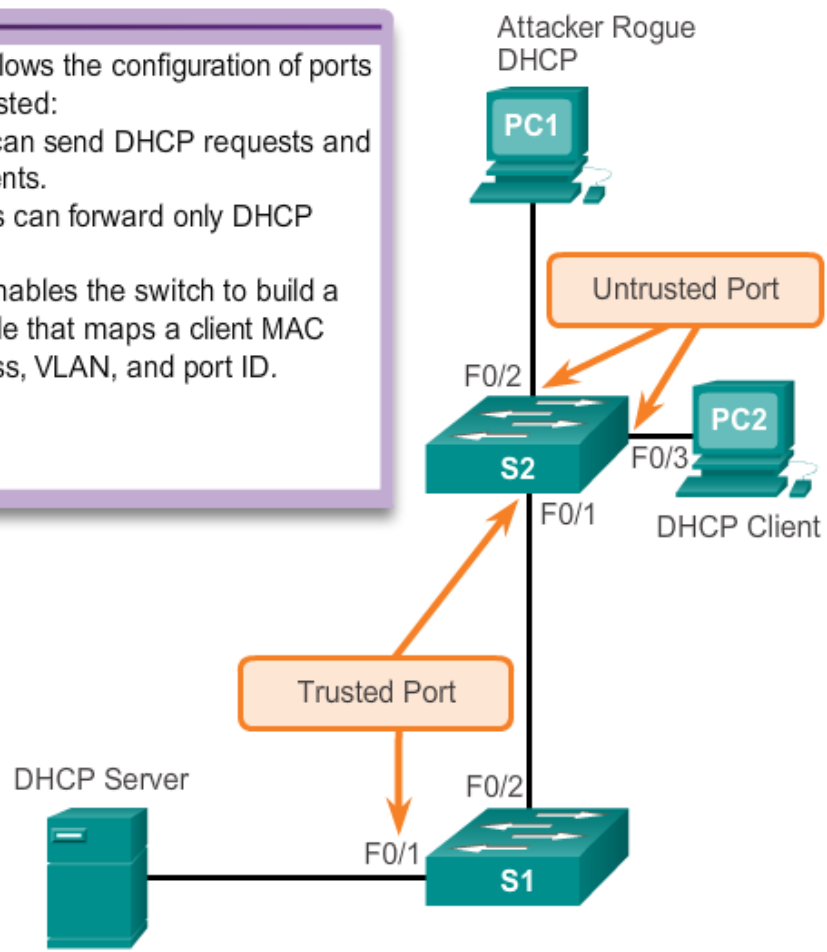 lows the configuration of ports
sted:
can send DHCP requests and
ents.
s can forward only DHCP
nables the switch to build a
le that maps a client MAC
ss, VLAN, and port ID.
Attacker Rogue
DHCP
PC1
Untrusted Port
F0/2
PC2
S2
F0/3
F0/1
DHCP Client
Trusted Port
DHCP Server
F0/2
F0/1
S1